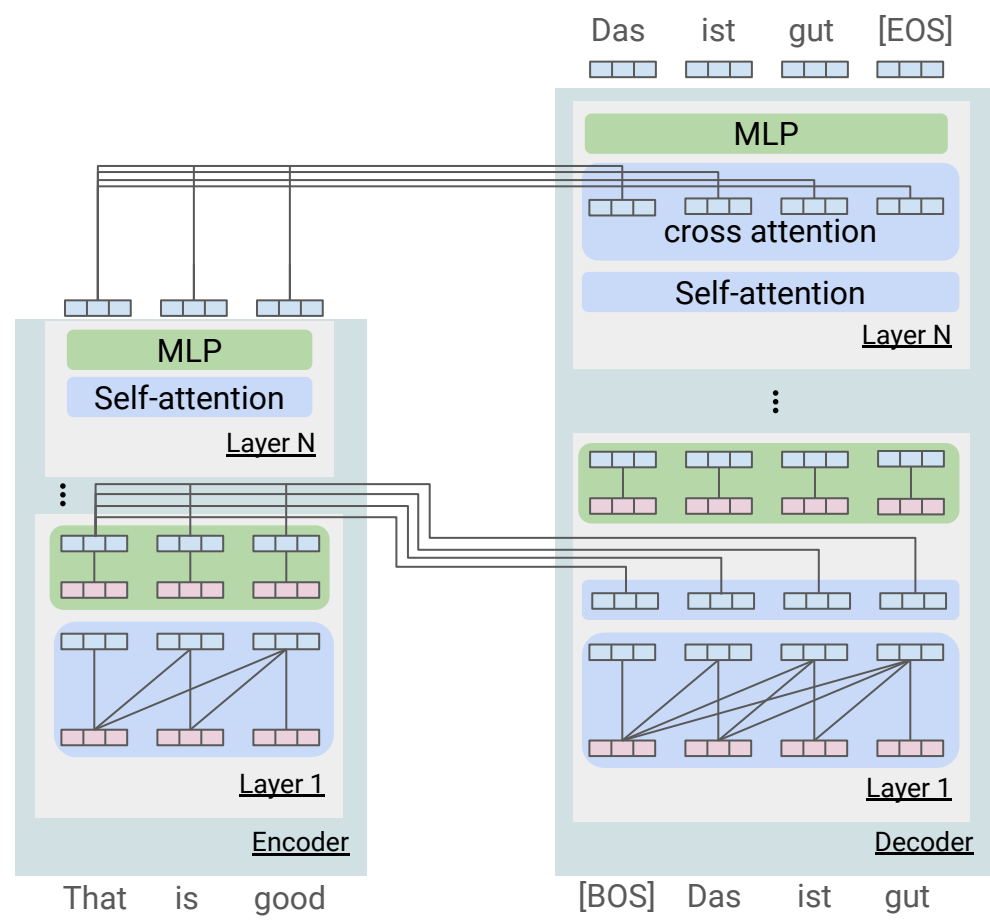 Das ist gut [EOS]
MLP
cross attention
Self-attention
Layer N
MLP
Self-attention
Layer N
Layer 1
Encoder
Layer 1
Decoder
That is good
[BOS] Das ist gut